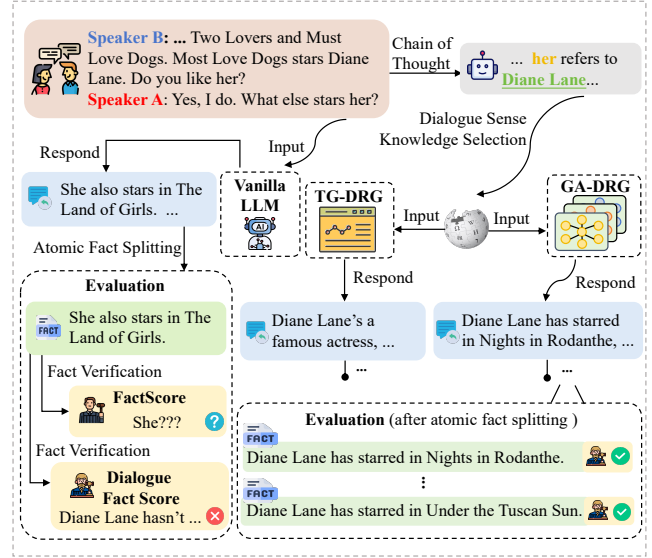 Speaker B: ... Two Lovers and Must
Love Dogs. Most Love Dogs stars Diane
Lane. Do you like her?
Speaker A: Yes, I do. What else stars her?
Chain of
Thought
... her refers to
Diane Lane...
Dialogue Sense
Knowledge Selection
Input
Respond
She also stars in The
Land of Girls. ...
Vanilla
LLM
AI
TG-DRG
Input
Input
GA-DRG
Atomic Fact Splitting
Respond
Respond
Evaluation
FACT
She also stars in The
Land of Girls.
Diane Lane's a
famous actress, ...
Diane Lane has starred
in Nights in Rodanthe, ...
...
...
Fact Verification
FactScore
She???
?
Fact Verification
Dialogue
Fact Score
Diane Lane hasn't ...
Evaluation (after atomic fact splitting )
FACT
Diane Lane has starred in Nights in Rodanthe.
...
FACT
Diane Lane has starred in Under the Tuscan Sun.